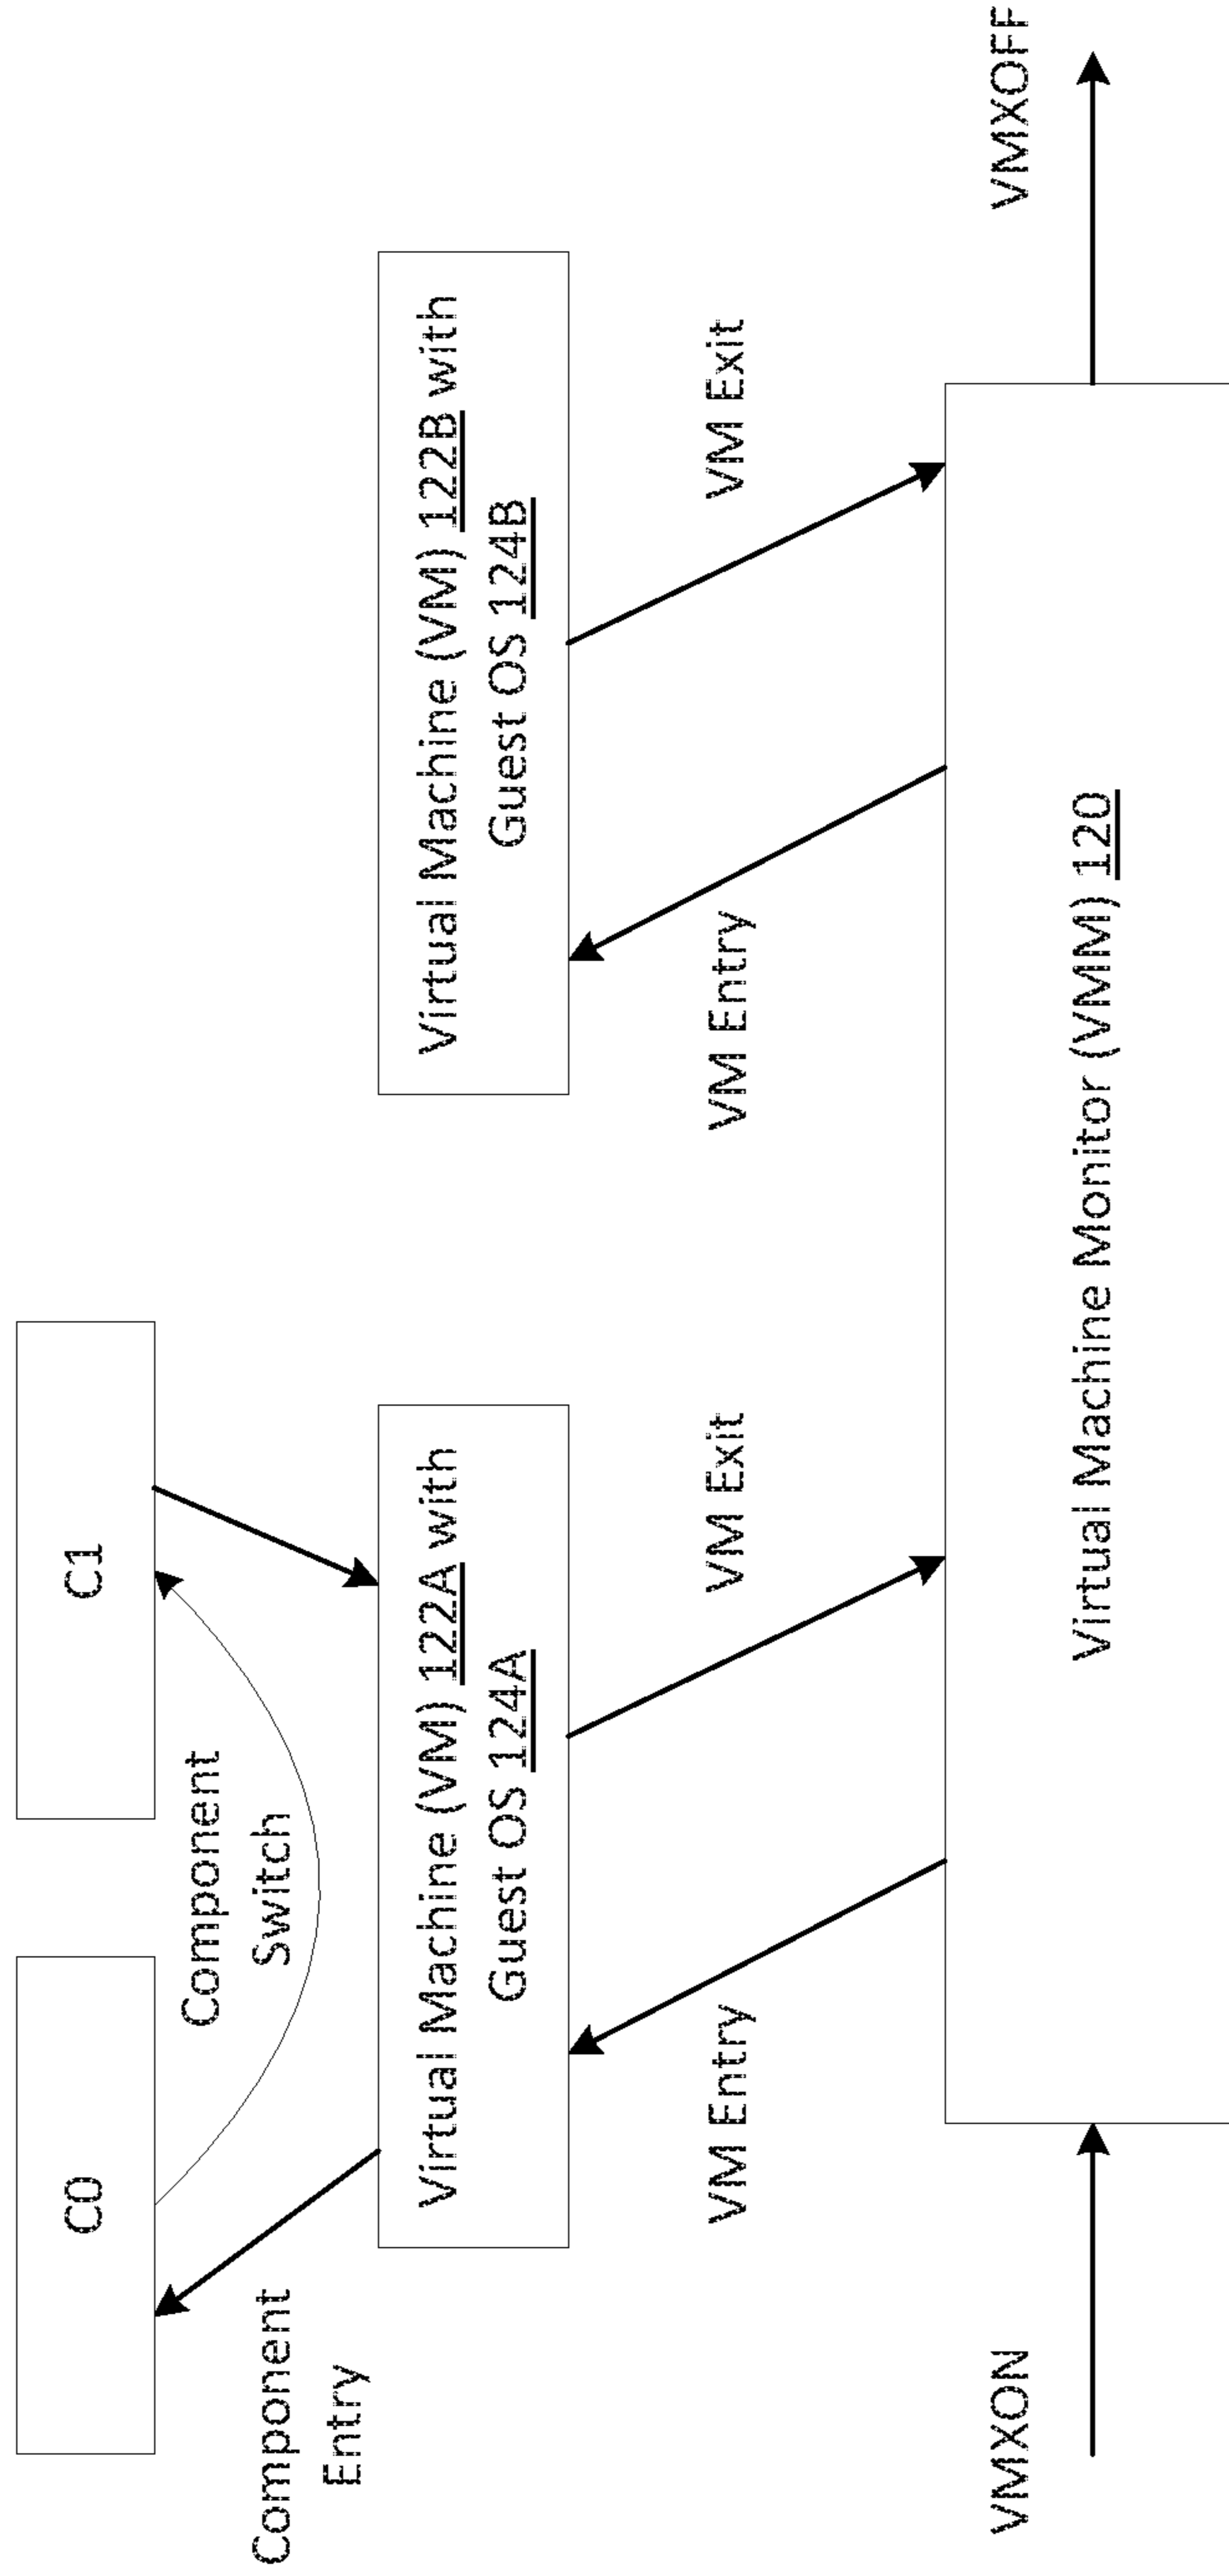 C0
C1
Component
Switch
Component
Entry
Virtual Machine (VM) 122A with
Guest OS 124A
Virtual Machine (VM) 122B with
Guest OS 124B
VM Entry
VM Exit
VM Entry
VM Exit
VMXON
VMXOFF
Virtual Machine Monitor (VMM) 120